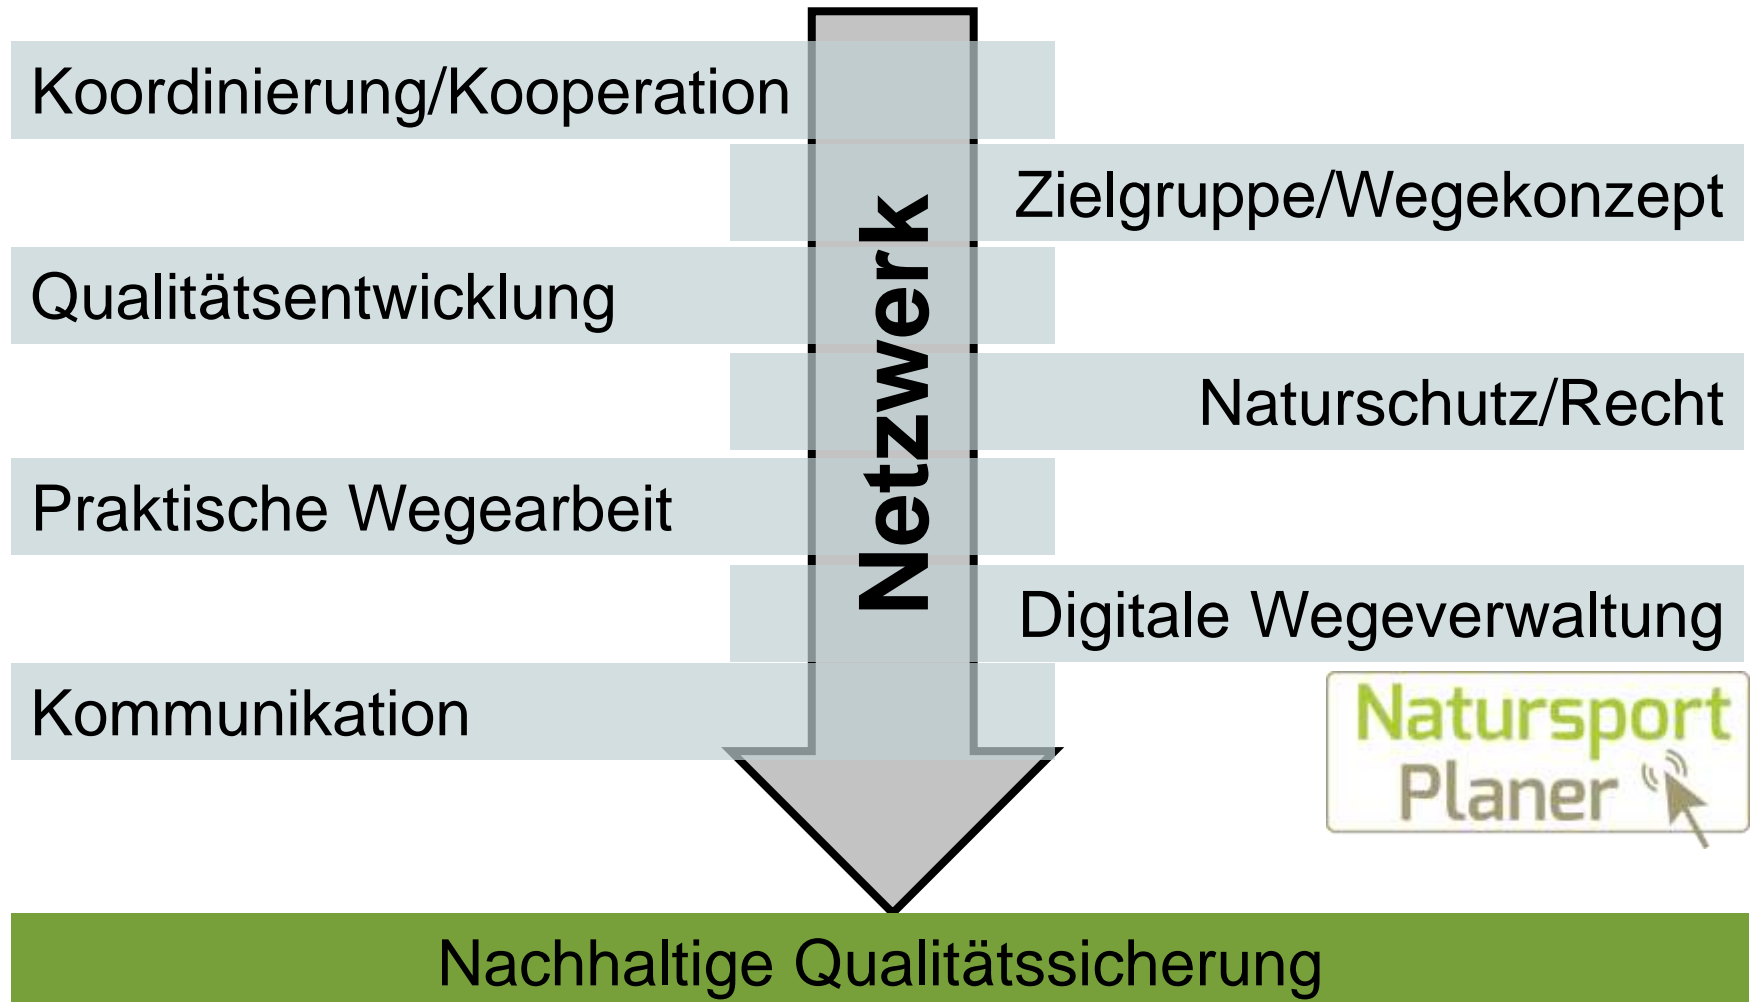 Koordinierung/Kooperation
Zielgruppe/Wegekonzept
Qualitätsentwicklung
Netzwerk
Naturschutz/Recht
Praktische Wegearbeit
Digitale Wegeverwaltung
Kommunikation
Natursport
Planer
Nachhaltige Qualitätssicherung